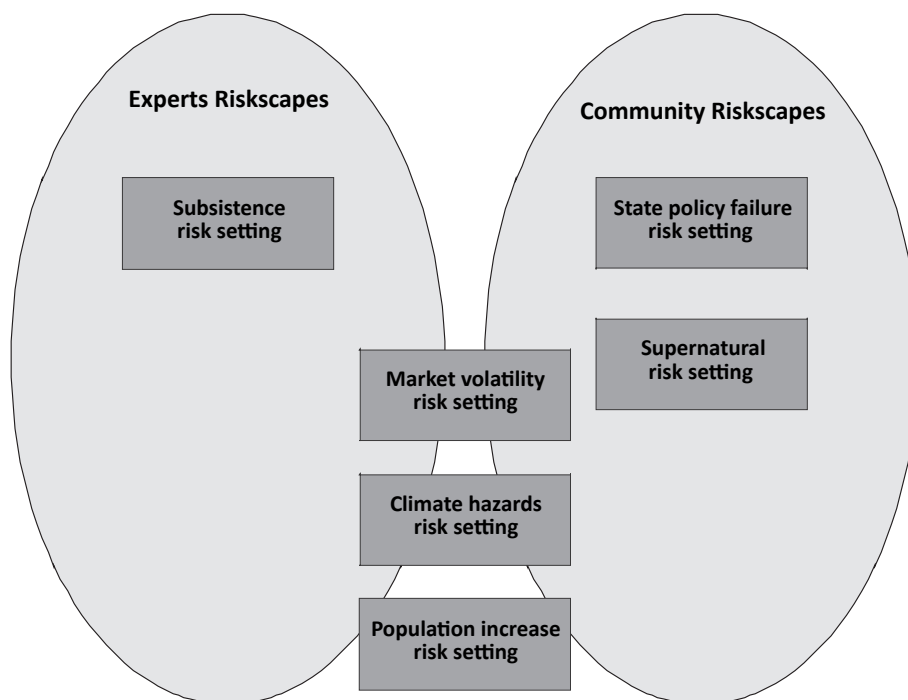 Experts Riskscapes
Community Riskscapes
Subsistence
risk setting
State policy failure
risk setting
Supernatural
risk setting
Market volatility
risk setting
Climate hazards
risk setting
Population increase
risk setting